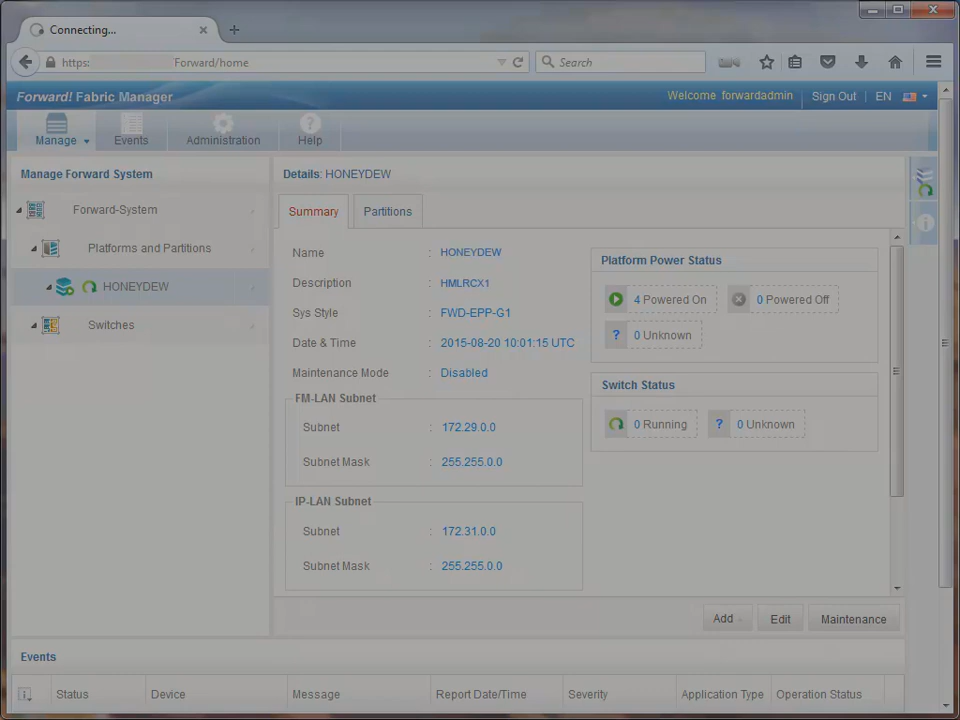 Connecting...
https: Forward/home
Search
Forward! Fabric Manager
Welcome forwardadmin
Sign Out
EN
Manage
Events
Administration
Help
Manage Forward System
Forward-System
Platforms and Partitions
HONEYDEW
Switches
Details: HONEYDEW
Summary
Partitions
Name : HONEYDEW
Description : HMLRCX1
Sys Style : FWD-EPP-G1
Date & Time : 2015-08-20 10:01:15 UTC
Maintenance Mode : Disabled
FM-LAN Subnet
Subnet : 172.29.0.0
Subnet Mask : 255.255.0.0
IP-LAN Subnet
Subnet : 172.31.0.0
Subnet Mask : 255.255.0.0
Platform Power Status
4 Powered On
0 Powered Off
? 0 Unknown
Switch Status
0 Running
? 0 Unknown
Add
Edit
Maintenance
Events
Status
Device
Message
Report Date/Time
Severity
Application Type
Operation Status